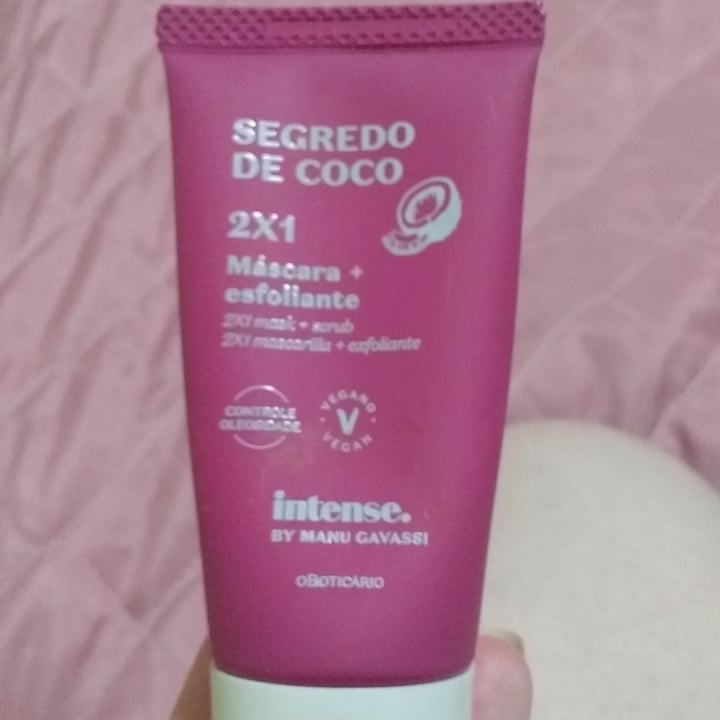 SEGREDO
DE COCO
2X1
Máscara +
esfoliante
2X1 mask + scrub
2X1 mascarilla + exfoliante
CONTROLE
OLEOSIDADE
VEGANO
V
VEGAN
intense.
BY MANU GAVASSI
oBOTICÁRIO